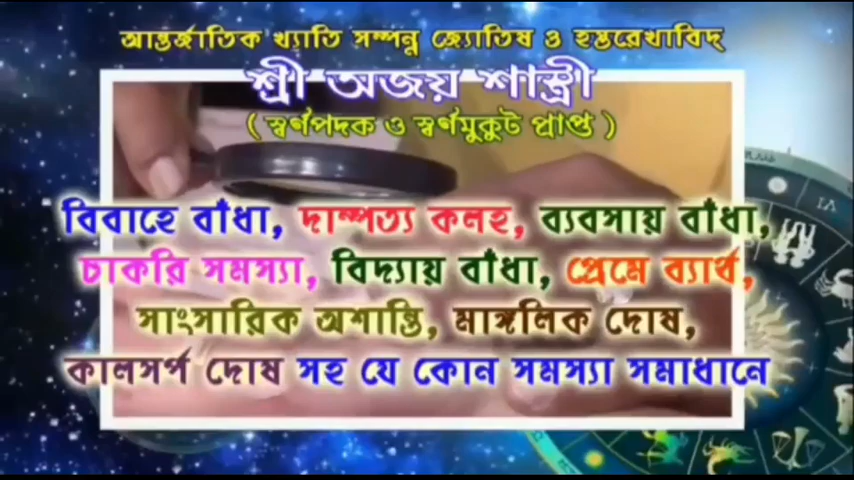 আন্তর্জাতিক খ্যাতি সম্পন্ন জ্যোতিষ ও হস্তরেখাবিদ্
শ্রী অজয় শাস্ত্রী
( স্বর্ণপদক ও স্বর্ণমুকুট প্রাপ্ত )
বিবাহে বাঁধা, দাম্পত্য কলহ, ব্যবসায় বাঁধা,
চাকরি সমস্যা, বিদ্যায় বাঁধা, প্রেমে ব্যার্থ,
সাংসারিক অশান্তি, মাঙ্গলিক দোষ,
কালসর্প দোষ সহ যে কোন সমস্যা সমাধানে